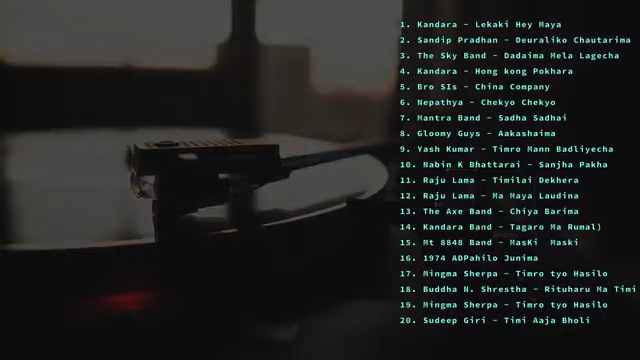 1. Kandara - Lekaki Hey Maya
2. Sandip Pradhan - Deuraliko Chautarima
3. The Sky Band - Dadaima Mela Lagecha
4. Kandara - Hong kong Pokhara
5. Bro SIs - China Company
6. Nepathya - Chekyo Chekyo
7. Mantra Band - Sadha Sadhai
8. Gloomy Guys - Aakashaima
9. Yash Kumar - Timro Mann Badliyecha
10. Nabin K Bhattarai - Sanjha Pakha
11. Raju Lama - Timilai Dekhera
12. Raju Lama - Ma Maya Laudina
13. The Axe Band - Chiya Barima
14. Kandara Band - Tagaro Ma Rumal)
15. Mt 8848 Band - MasKi  Maski
16. 1974 ADPahilo Junima
17. Mingma Sherpa - Timro tyo Hasilo
18. Buddha N. Shrestha - Rituharu Ma Timi
19. Mingma Sherpa - Timro tyo Hasilo
20. Sudeep Giri - Timi Aaja Bholi